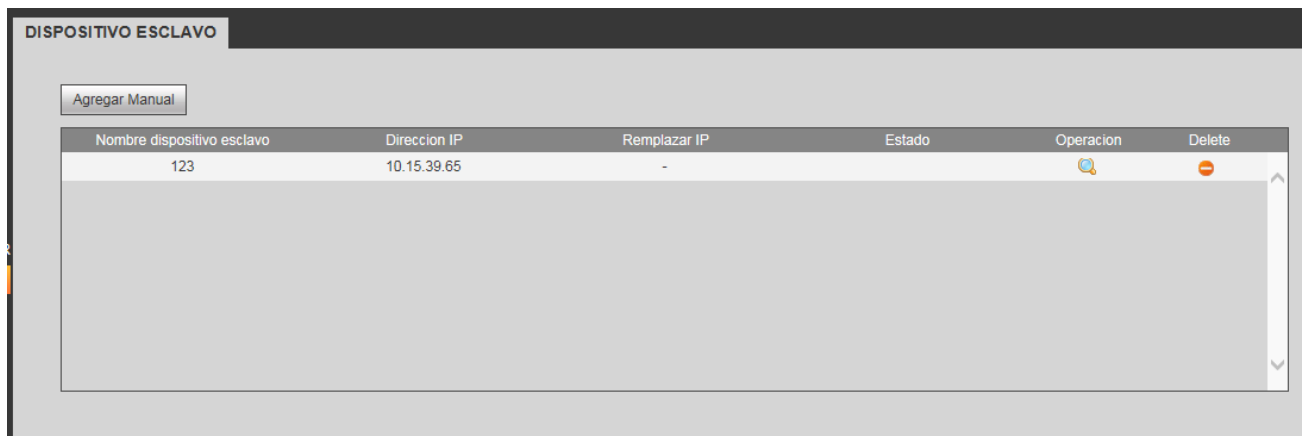 DISPOSITIVO ESCLAVO
Agregar Manual
Nombre dispositivo esclavo Direccion IP Remplazar IP Estado Operacion Delete
123 10.15.39.65 -
R